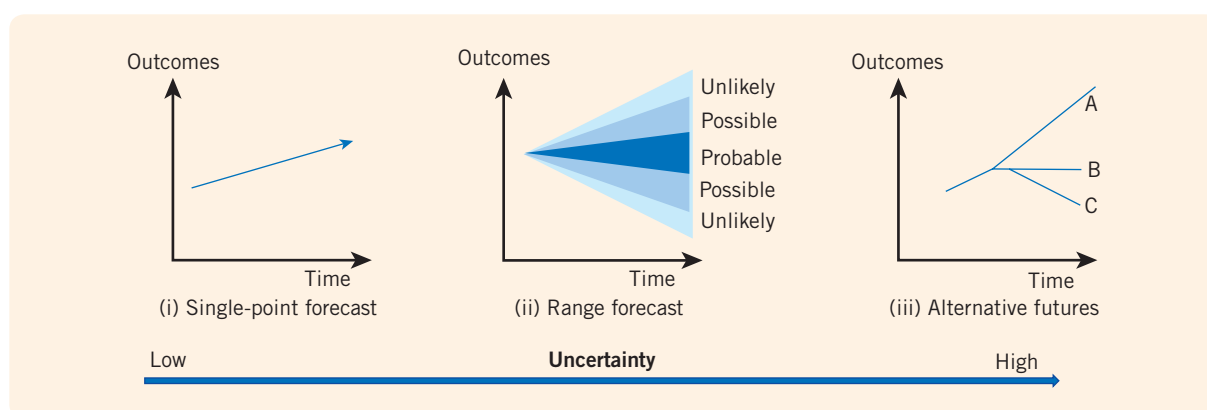 Outcomes
Time
(i) Single-point forecast
Outcomes
Unlikely
Possible
Probable
Possible
Unlikely
Time
(ii) Range forecast
Outcomes
A
B
C
Time
(iii) Alternative futures
Low
Uncertainty
High